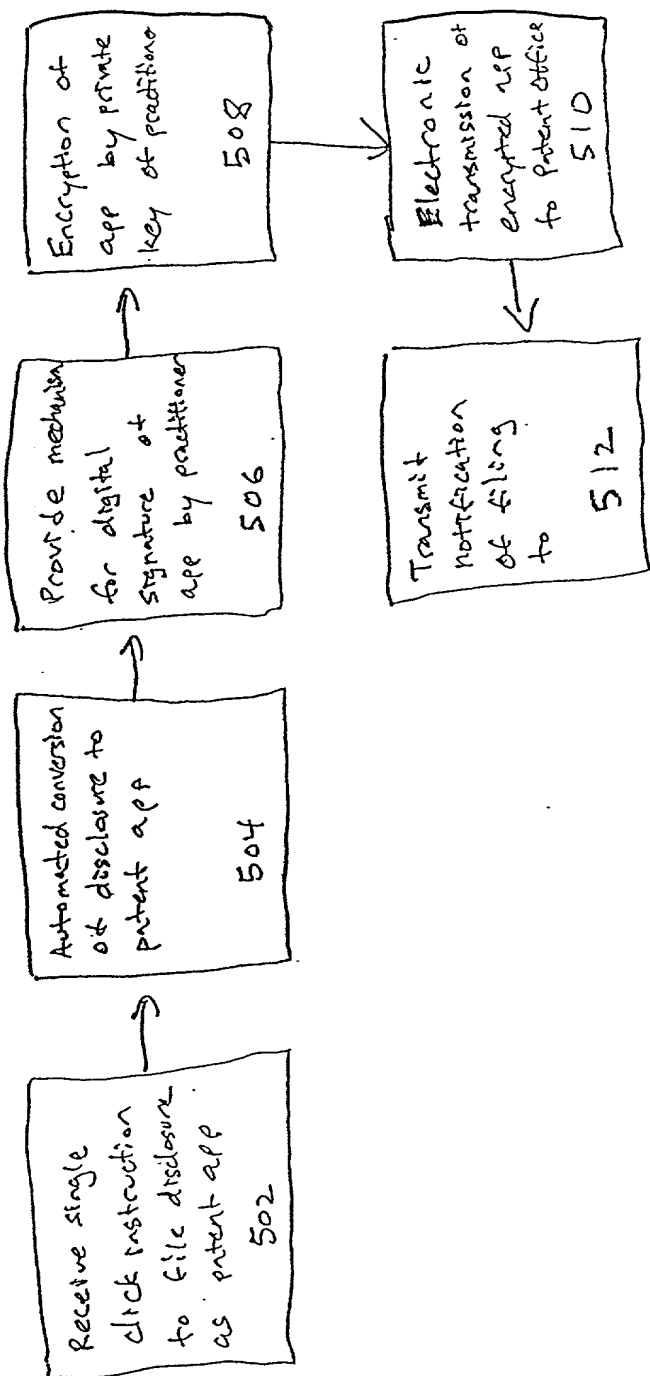 Receive single
click instruction
to file disclosure
as patent app
502
Automated conversion
of disclosure to
patent app
504
Provide mechanism
for digital
signature of
app by practitioner
506
Encryption of
app by private
key of practitione
508
Electronic
transmission of
encrypted app
to Patent Office
510
Transmit
notification
of filing
to
512